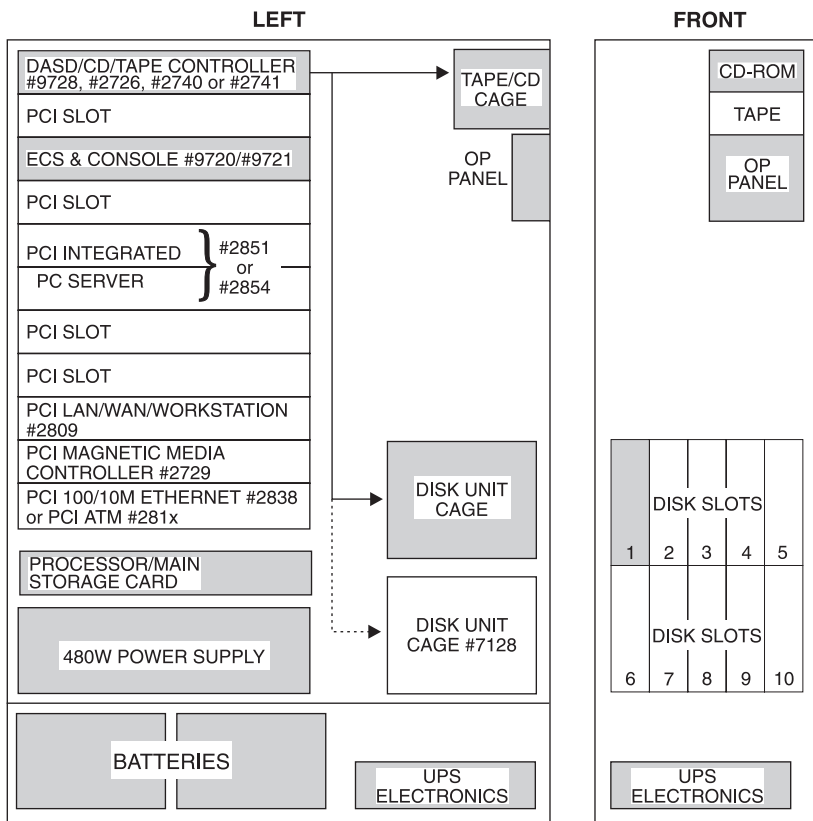 LEFT
DASD/CD/TAPE CONTROLLER
#9728, #2726, #2740 or #2741
PCI SLOT
ECS & CONSOLE #9720/#9721
PCI SLOT
PCI INTEGRATED
PC SERVER
#2851
or
#2854
PCI SLOT
PCI SLOT
PCI LAN/WAN/WORKSTATION
#2809
PCI MAGNETIC MEDIA
CONTROLLER #2729
PCI 100/10M ETHERNET #2838
or PCI ATM #281x
PROCESSOR/MAIN
STORAGE CARD
480W POWER SUPPLY
BATTERIES
TAPE/CD
CAGE
OP
PANEL
DISK UNIT
CAGE
DISK UNIT
CAGE #7128
UPS
ELECTRONICS
FRONT
CD-ROM
TAPE
OP
PANEL
DISK SLOTS
1 2 3 4 5
DISK SLOTS
6 7 8 9 10
UPS
ELECTRONICS